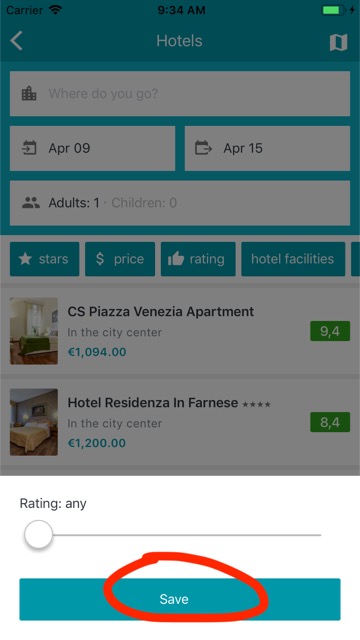 Carrier 9:34 AM
Hotels
Where do you go?
Apr 09 Apr 15
Adults: 1 · Children: 0
stars $ price rating hotel facilities
CS Piazza Venezia Apartment
In the city center 9,4
€1,094.00
Hotel Residenza In Farnese ★★★★
In the city center 8,4
€1,200.00
Rating: any
Save